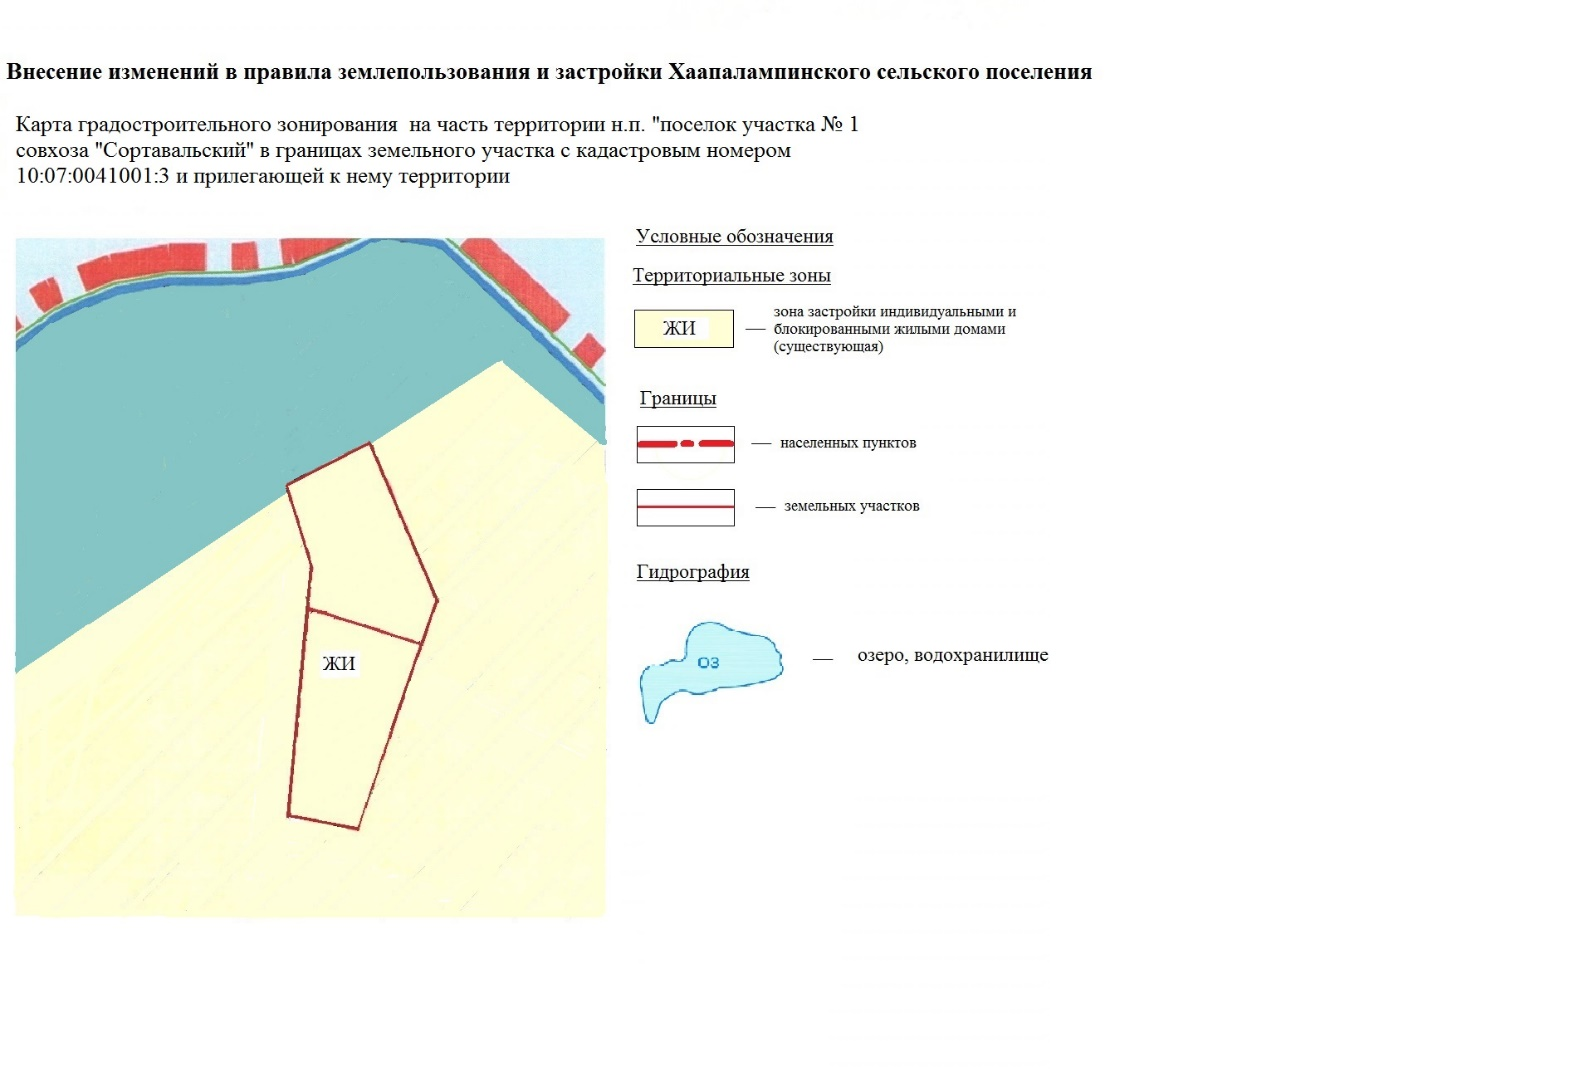 Внесение изменений в правила землепользования и застройки Хаапалампинского сельского поселения
Карта градостроительного зонирования на часть территории н.п. "поселок участка № 1
совхоза "Сортавальский" в границах земельного участка с кадастровым номером
10:07:0041001:3 и прилегающей к нему территории
Условные обозначения
Территориальные зоны
ЖИ — зона застройки индивидуальными и
блокированными жилыми домами
(существующая)
Границы
— населенных пунктов
— земельных участков
Гидрография
ОЗ — озеро, водохранилище
ЖИ